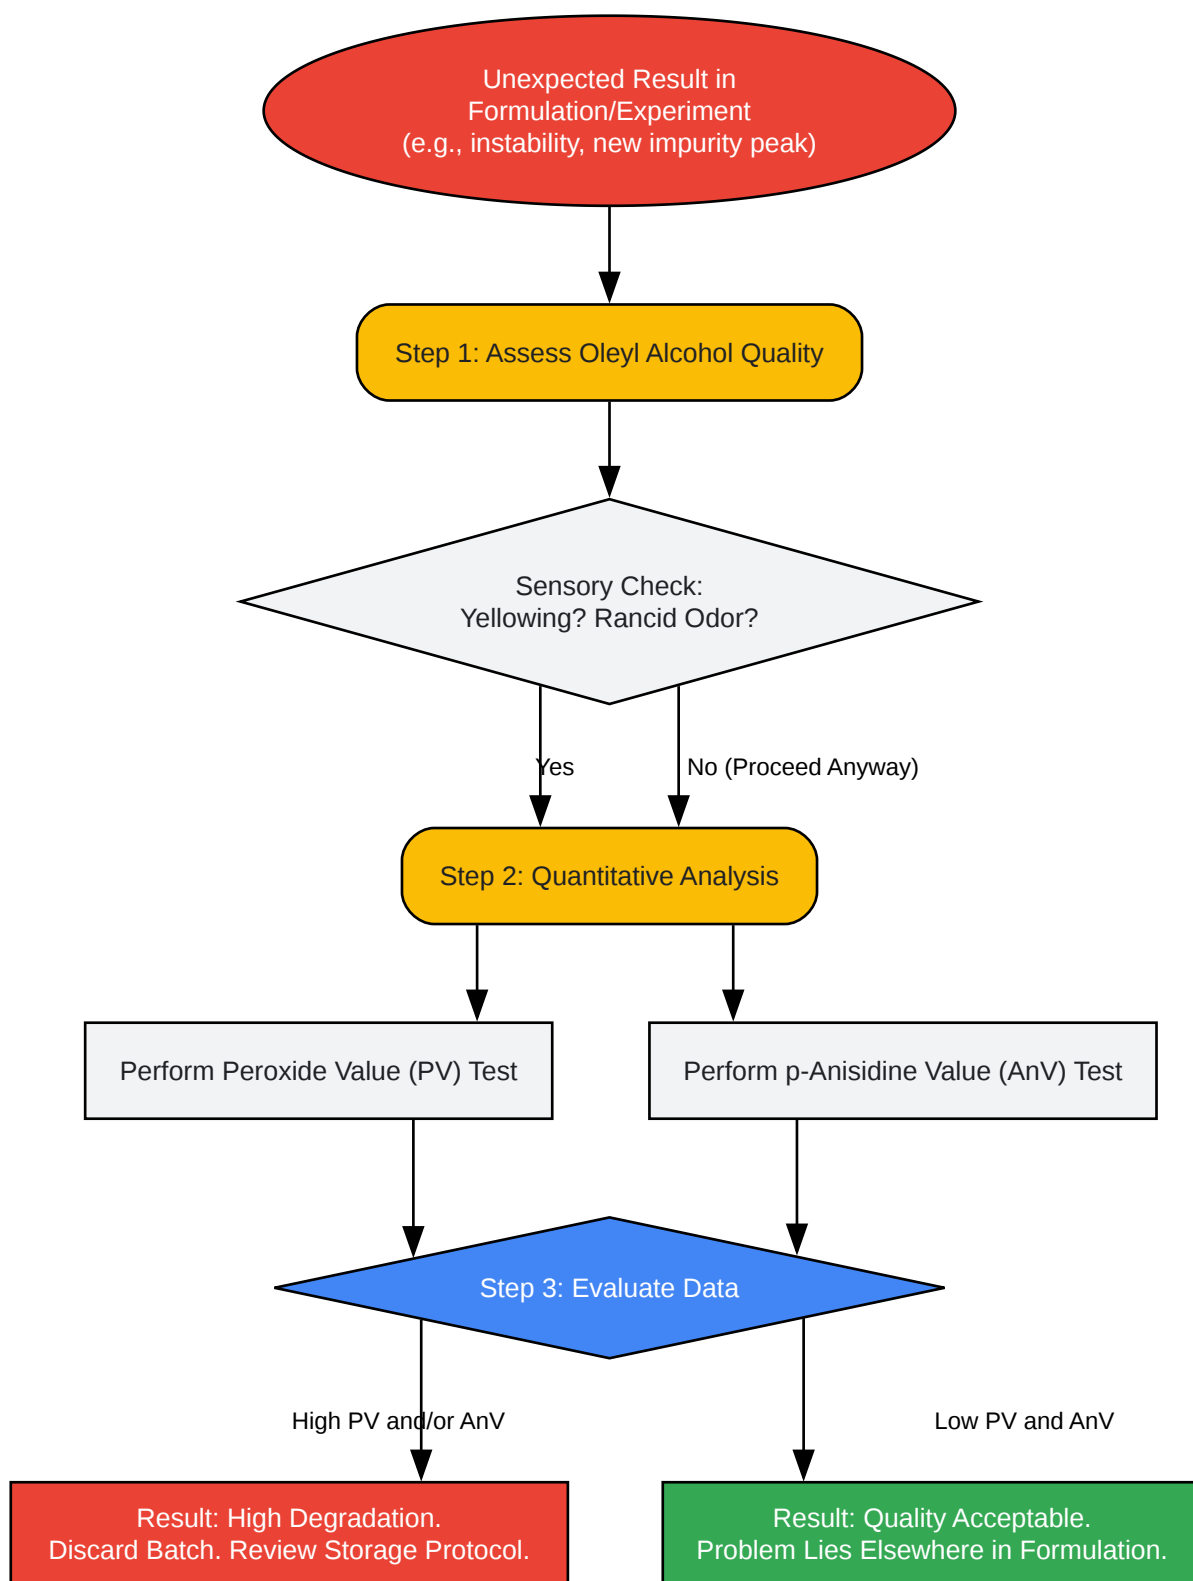 Unexpected Result in
Formulation/Experiment
(e.g., instability, new impurity peak)
Step 1: Assess Oleyl Alcohol Quality
Sensory Check:
Yellowing? Rancid Odor?
Yes
No (Proceed Anyway)
Step 2: Quantitative Analysis
Perform Peroxide Value (PV) Test
Perform p-Anisidine Value (AnV) Test
Step 3: Evaluate Data
High PV and/or AnV
Low PV and AnV
Result: High Degradation.
Discard Batch. Review Storage Protocol.
Result: Quality Acceptable.
Problem Lies Elsewhere in Formulation.